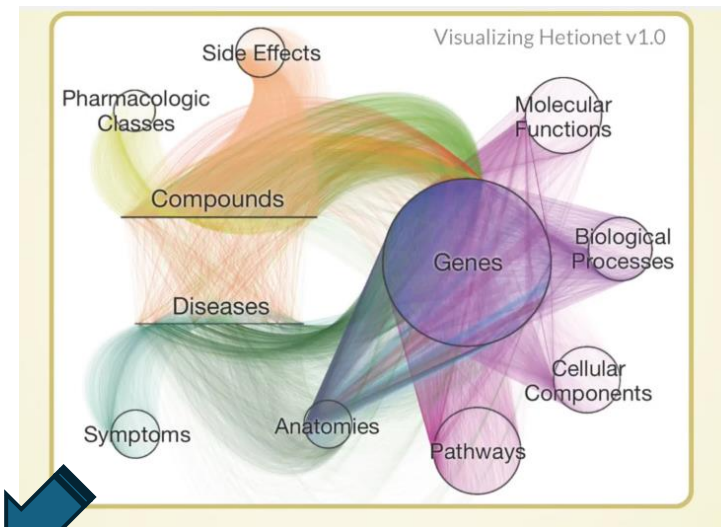 Visualizing Hetionet v1.0
Side Effects
Pharmacologic
Classes
Molecular
Functions
Compounds
Biological
Processes
Genes
Diseases
Cellular
Components
Symptoms
Anatomies
Pathways